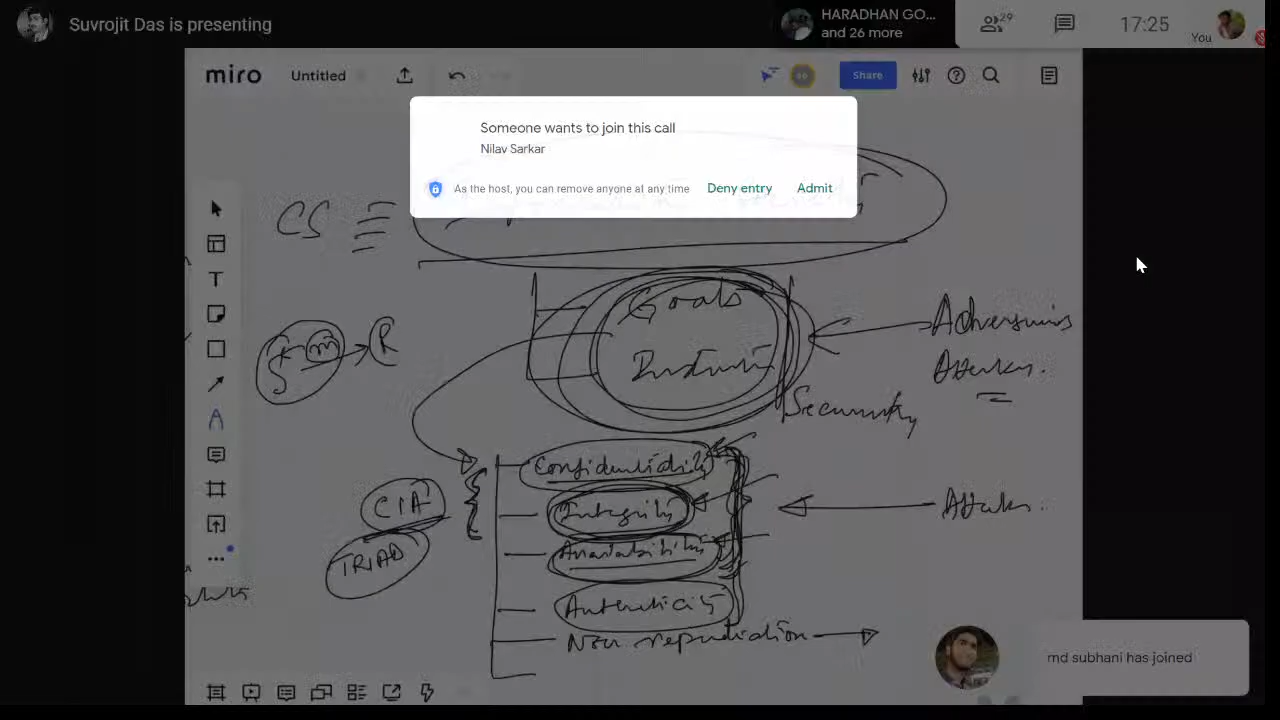 Suvrojit Das is presenting
HARADHAN GO...
and 26 more
29
17:25
You
miro
Untitled
Share
Someone wants to join this call
Nilav Sarkar
As the host, you can remove anyone at any time
Deny entry
Admit
CS
Goals
m
R
Attacks.
Security
Confidentiality
CIA
Integrity
Attacks.
Availability
TRIAD
Authenticity
Non repudiation
md subhani has joined